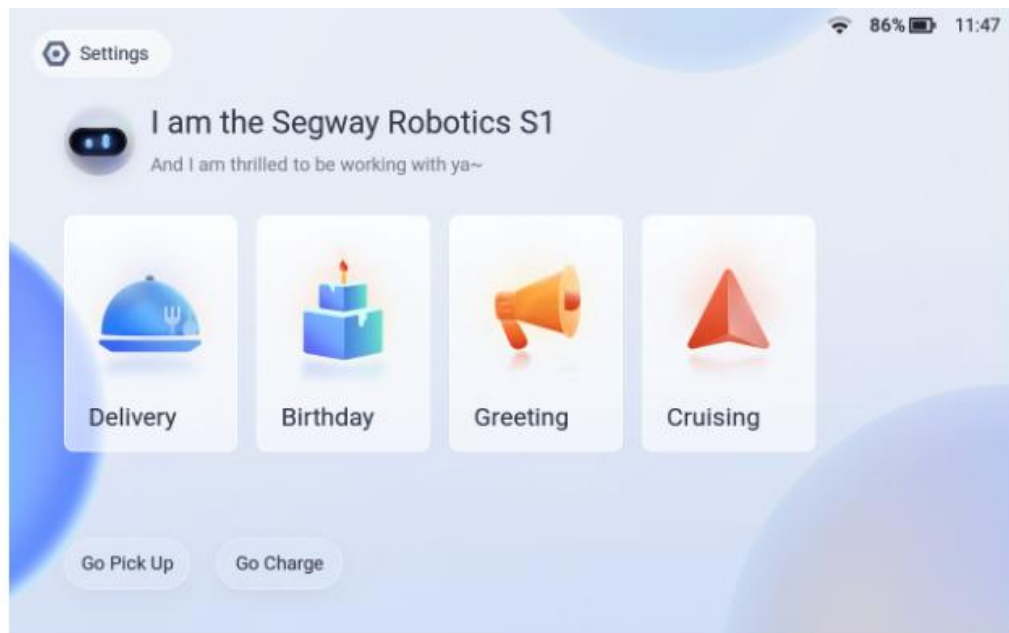 86% 11:47
Settings
I am the Segway Robotics S1
And I am thrilled to be working with ya~
Delivery Birthday Greeting Cruising
Go Pick Up Go Charge